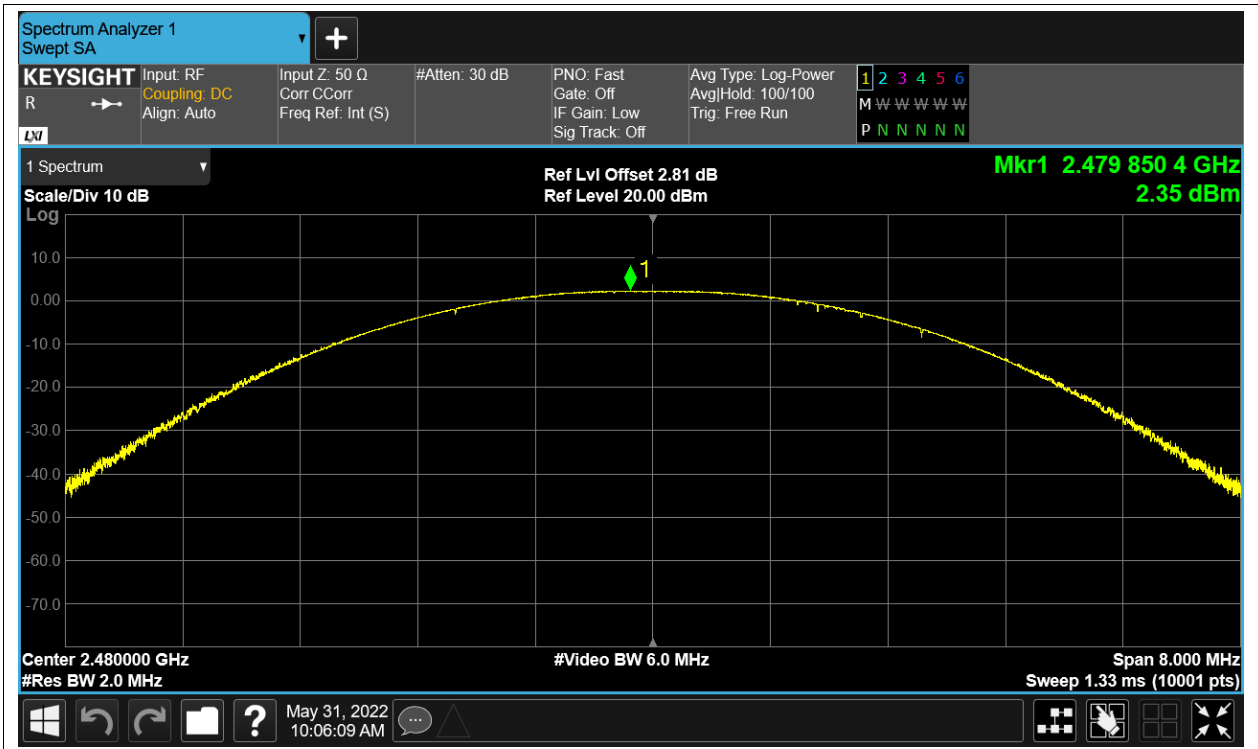 Spectrum Analyzer 1
Swept SA
KEYSIGHT
R
LXI
Input: RF
Coupling: DC
Align: Auto
Input Z: 50 Ω
Corr CCorr
Freq Ref: Int (S)
#Atten: 30 dB
PNO: Fast
Gate: Off
IF Gain: Low
Sig Track: Off
Avg Type: Log-Power
Avg|Hold: 100/100
Trig: Free Run
1 2 3 4 5 6
M W W W W W W
P N N N N N N
1 Spectrum
Scale/Div 10 dB
Log
Ref Lvl Offset 2.81 dB
Ref Level 20.00 dBm
Mkr1 2.479 850 4 GHz
2.35 dBm
1
10.0
0.00
-10.0
-20.0
-30.0
-40.0
-50.0
-60.0
-70.0
Center 2.480000 GHz
#Res BW 2.0 MHz
#Video BW 6.0 MHz
Span 8.000 MHz
Sweep 1.33 ms (10001 pts)
?
May 31, 2022
10:06:09 AM